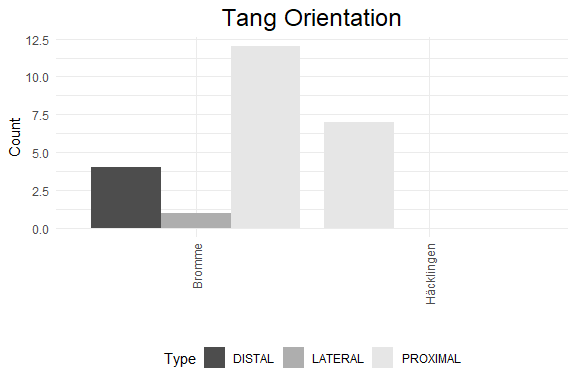 Tang Orientation
12.5
10.0
7.5
5.0
2.5
0.0
Count
Bromme
Häcklingen
Type DISTAL LATERAL PROXIMAL